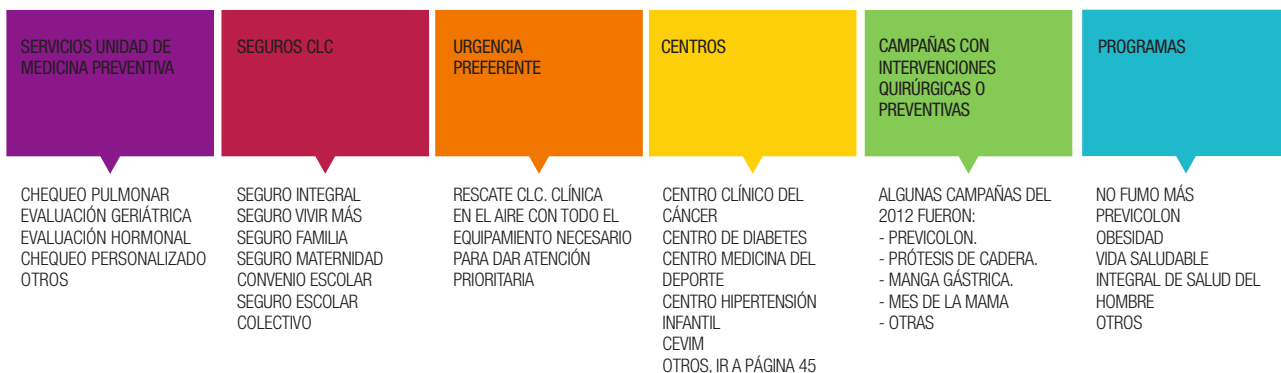 SERVICIOS UNIDAD DE
MEDICINA PREVENTIVA
CHEQUEO PULMONAR
EVALUACIÓN GERIÁTRICA
EVALUACIÓN HORMONAL
CHEQUEO PERSONALIZADO
OTROS
SEGUROS CLC
SEGURO INTEGRAL
SEGURO VIVIR MÁS
SEGURO FAMILIA
SEGURO MATERNIDAD
CONVENIO ESCOLAR
SEGURO ESCOLAR
COLECTIVO
URGENCIA
PREFERENTE
RESCATE CLC. CLÍNICA
EN EL AIRE CON TODO EL
EQUIPAMIENTO NECESARIO
PARA DAR ATENCIÓN
PRIORITARIA
CENTROS
CENTRO CLÍNICO DEL
CÁNCER
CENTRO DE DIABETES
CENTRO MEDICINA DEL
DEPORTE
CENTRO HIPERTENSIÓN
INFANTIL
CEVIM
OTROS, IR A PÁGINA 45
CAMPAÑAS CON
INTERVENCIONES
QUIRÚRGICAS O
PREVENTIVAS
ALGUNAS CAMPAÑAS DEL
2012 FUERON:
- PREVICOLON.
- PRÓTESIS DE CADERA.
- MANGA GÁSTRICA.
- MES DE LA MAMA
- OTRAS
PROGRAMAS
NO FUMO MÁS
PREVICOLON
OBESIDAD
VIDA SALUDABLE
INTEGRAL DE SALUD DEL
HOMBRE
OTROS